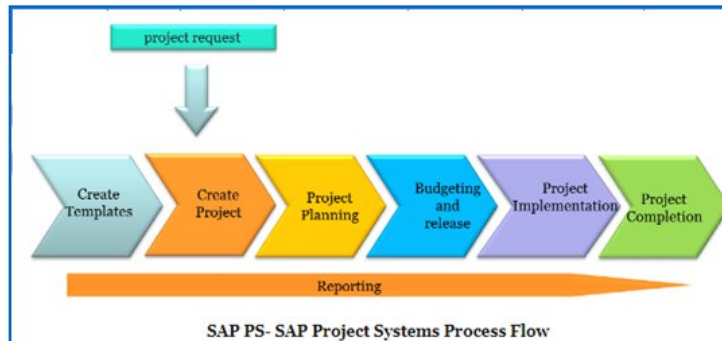 project request
Create
Templates
Create
Project
Project
Planning
Budgeting
and
release
Project
Implementation
Project
Completion
Reporting
SAP PS- SAP Project Systems Process Flow